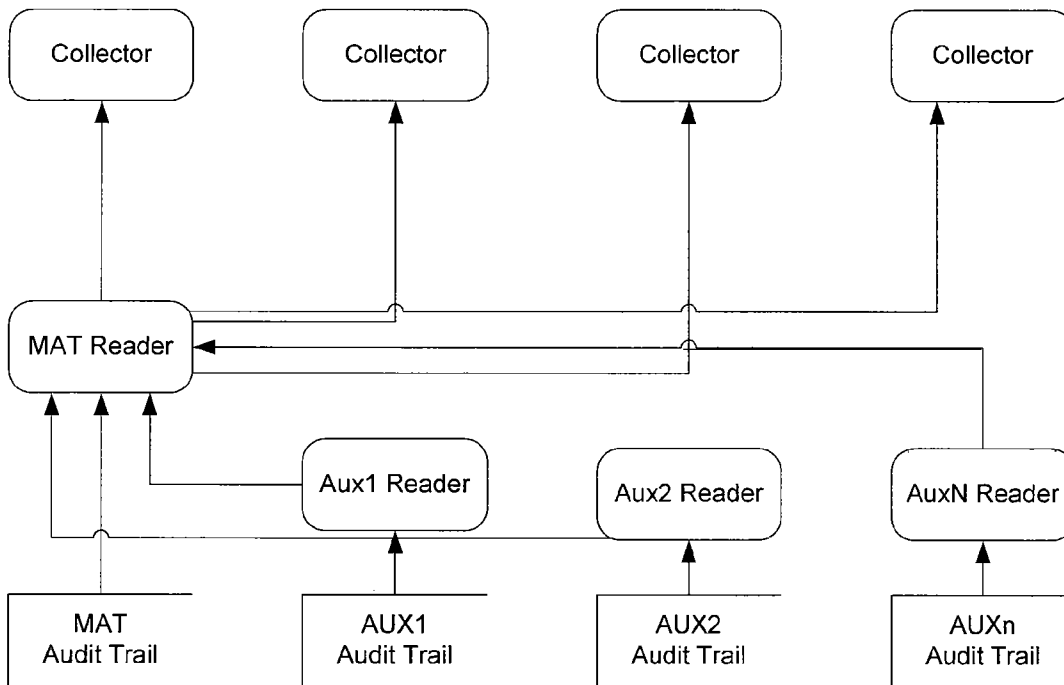 Collector
Collector
Collector
Collector
MAT Reader
Aux1 Reader
Aux2 Reader
AuxN Reader
MAT
Audit Trail
AUX1
Audit Trail
AUX2
Audit Trail
AUXn
Audit Trail